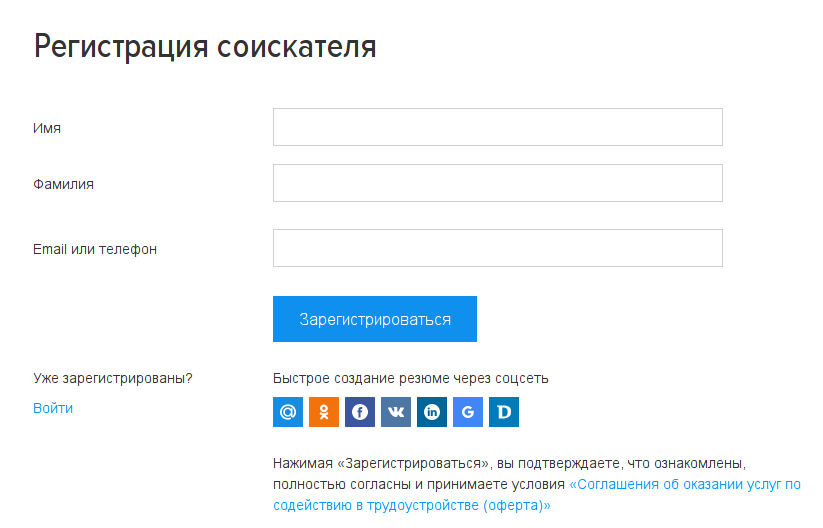 Регистрация соискателя
Имя
Фамилия
Email или телефон
Зарегистрироваться
Уже зарегистрированы?
Войти
Быстрое создание резюме через соцсеть
Нажимая «Зарегистрироваться», вы подтверждаете, что ознакомлены,
полностью согласны и принимаете условия «Соглашения об оказании услуг по
содействию в трудоустройстве (оферта)»